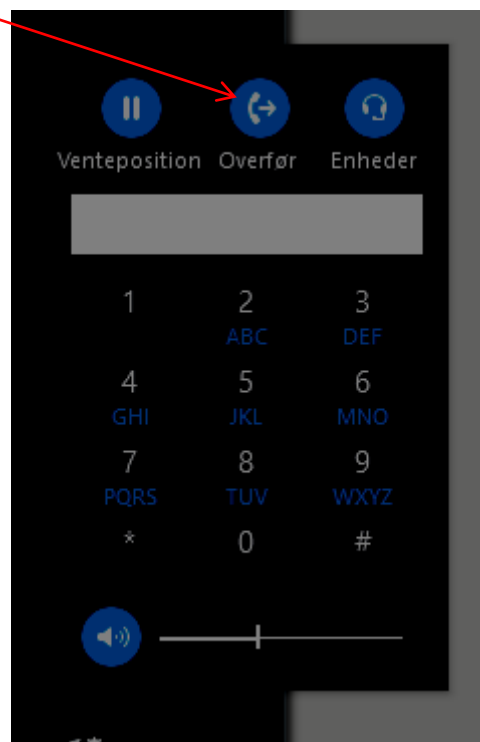 Venteposition Overfør Enheder
1 2 3
ABC DEF
4 5 6
GHI JKL MNO
7 8 9
PQRS TUV WXYZ
* 0 #